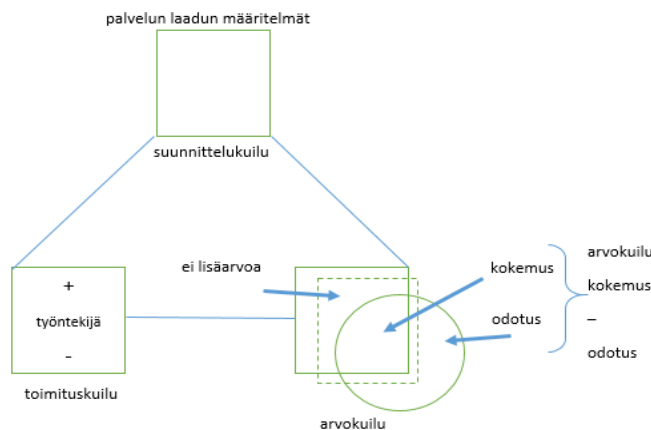 palvelun laadun määritelmät
suunnittelukuilu
ei lisäarvoa
+
työntekijä
-
toimituskuilu
kokemus
odotus
arvokuilu
arvokuilu
kokemus
–
odotus